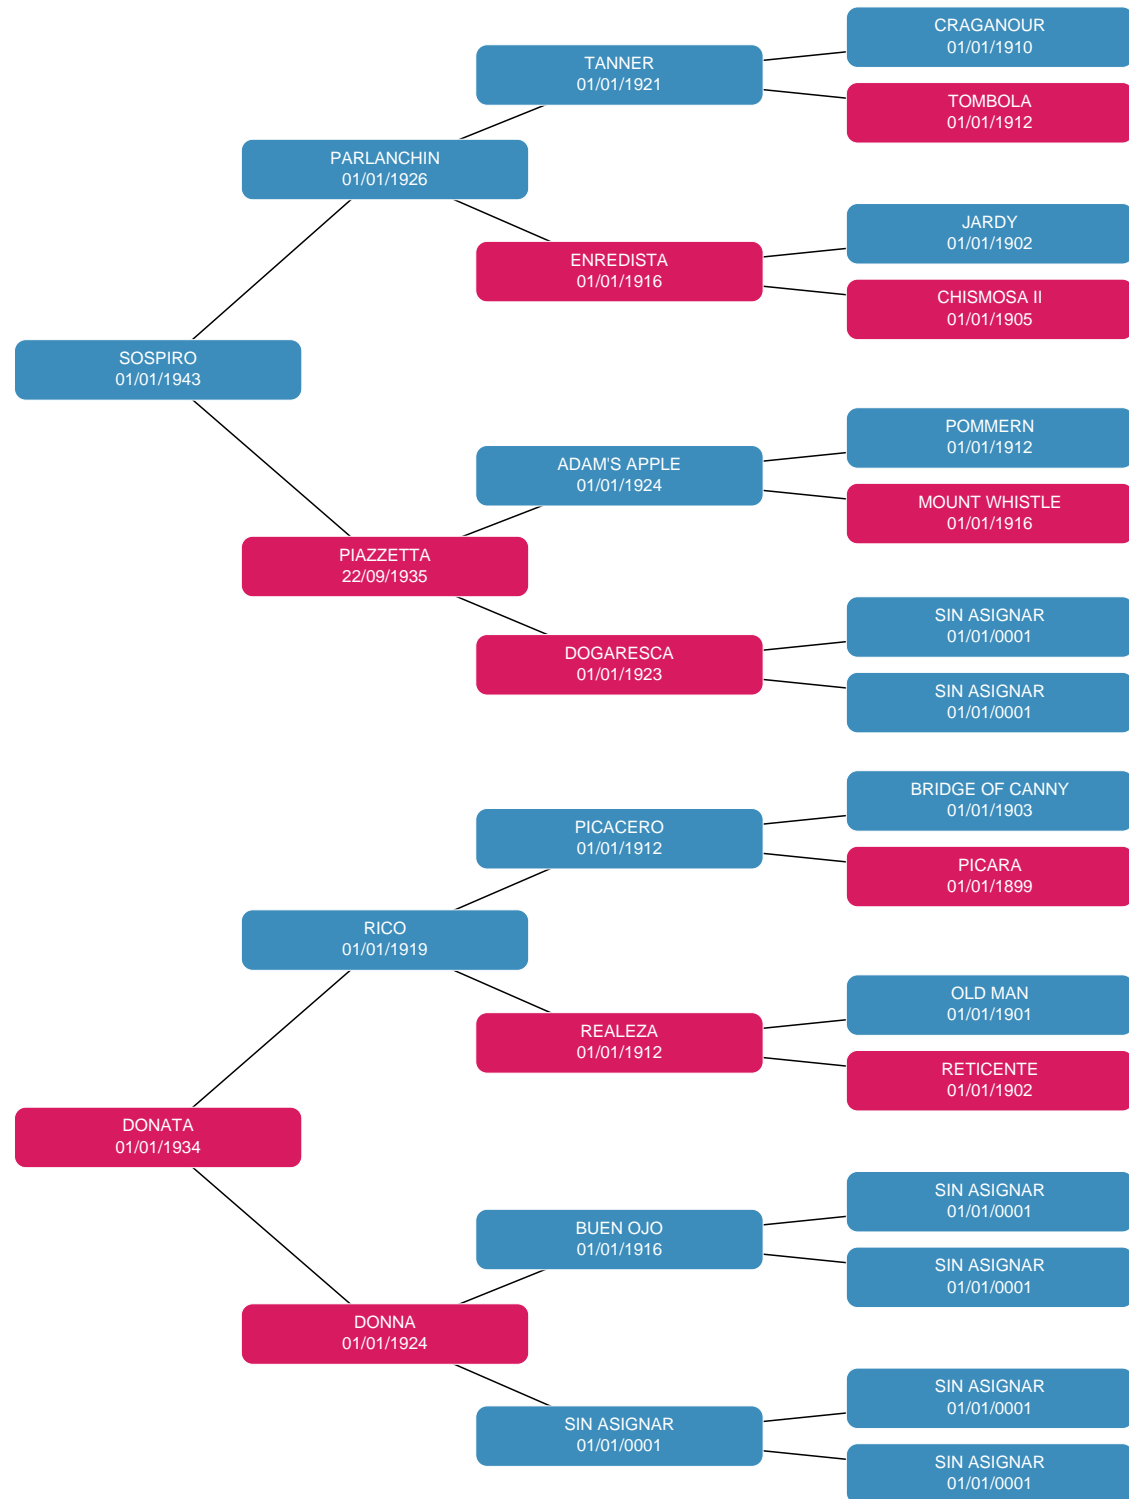 CRAGANOUR
01/01/1910
TANNER
01/01/1921
TOMBOLA
01/01/1912
PARLANCHIN
01/01/1926
JARDY
01/01/1902
ENREDISTA
01/01/1916
CHISMOSA II
01/01/1905
SOSPIRO
01/01/1943
POMMERN
01/01/1912
ADAM'S APPLE
01/01/1924
MOUNT WHISTLE
01/01/1916
PIAZZETTA
22/09/1935
SIN ASIGNAR
01/01/0001
DOGARESCA
01/01/1923
SIN ASIGNAR
01/01/0001
BRIDGE OF CANNY
01/01/1903
PICACERO
01/01/1912
PICARA
01/01/1899
RICO
01/01/1919
OLD MAN
01/01/1901
REALEZA
01/01/1912
RETICENTE
01/01/1902
DONATA
01/01/1934
SIN ASIGNAR
01/01/0001
BUEN OJO
01/01/1916
SIN ASIGNAR
01/01/0001
DONNA
01/01/1924
SIN ASIGNAR
01/01/0001
SIN ASIGNAR
01/01/0001
SIN ASIGNAR
01/01/0001